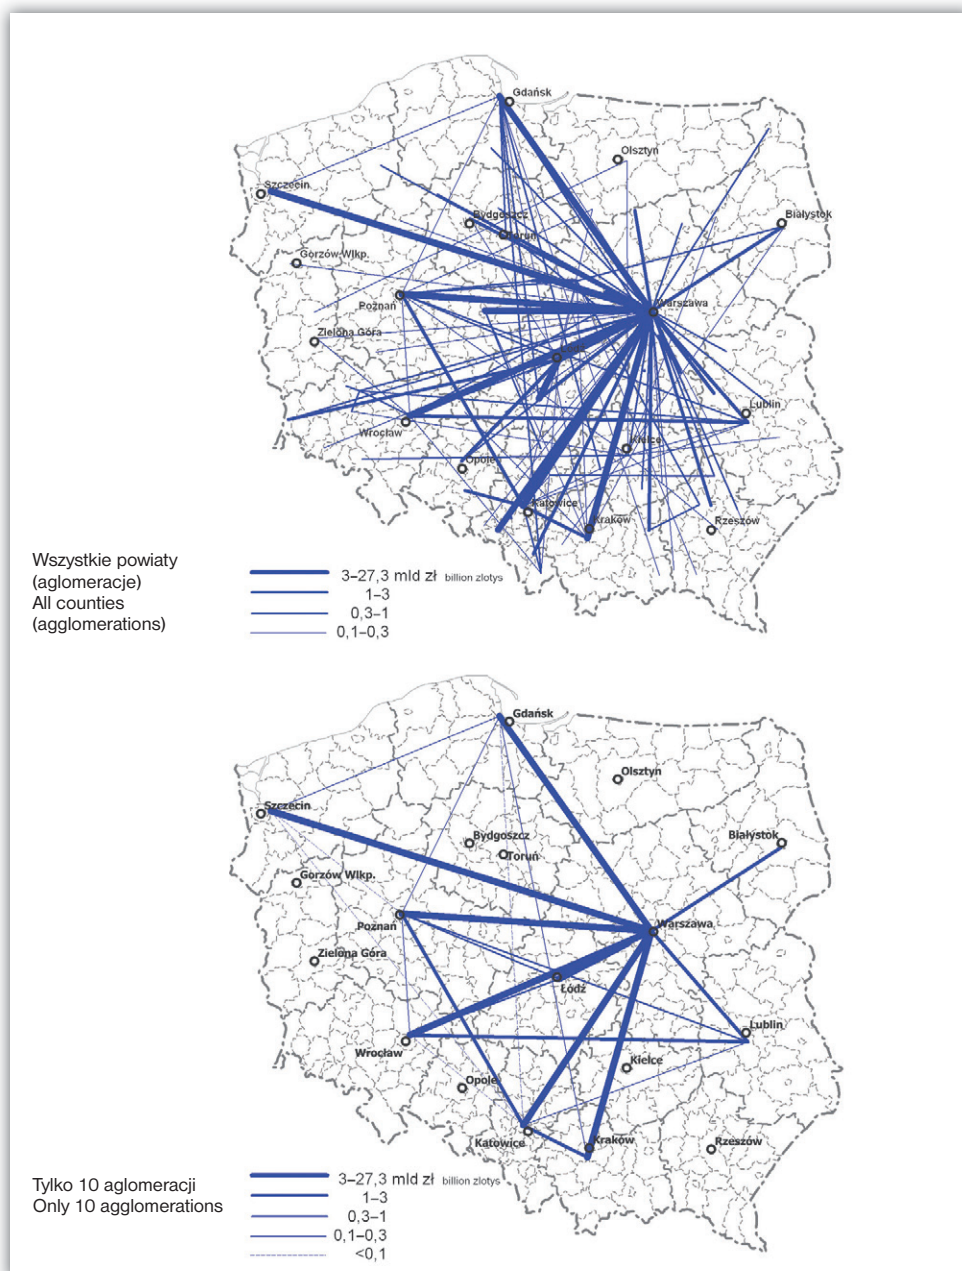 Gdańsk
Olsztyn
Szczecin
Bydgoszcz
Toruń
Białystok
Gorzów Wlkp.
Poznań
Warszawa
Zielona Góra
Łódź
Lublin
Wrocław
Kielce
Opole
Katowice
Kraków
Rzeszów
Wszystkie powiaty
(aglomeracje)
All counties
(agglomerations)
3–27,3 mld zł billion zlotys
1–3
0,3–1
0,1–0,3
Gdańsk
Olsztyn
Szczecin
Bydgoszcz
Toruń
Białystok
Gorzów Wlkp.
Poznań
Warszawa
Zielona Góra
Łódź
Lublin
Wrocław
Kielce
Opole
Katowice
Kraków
Rzeszów
Tylko 10 aglomeracji
Only 10 agglomerations
3–27,3 mld zł billion zlotys
1–3
0,3–1
0,1–0,3
<0,1